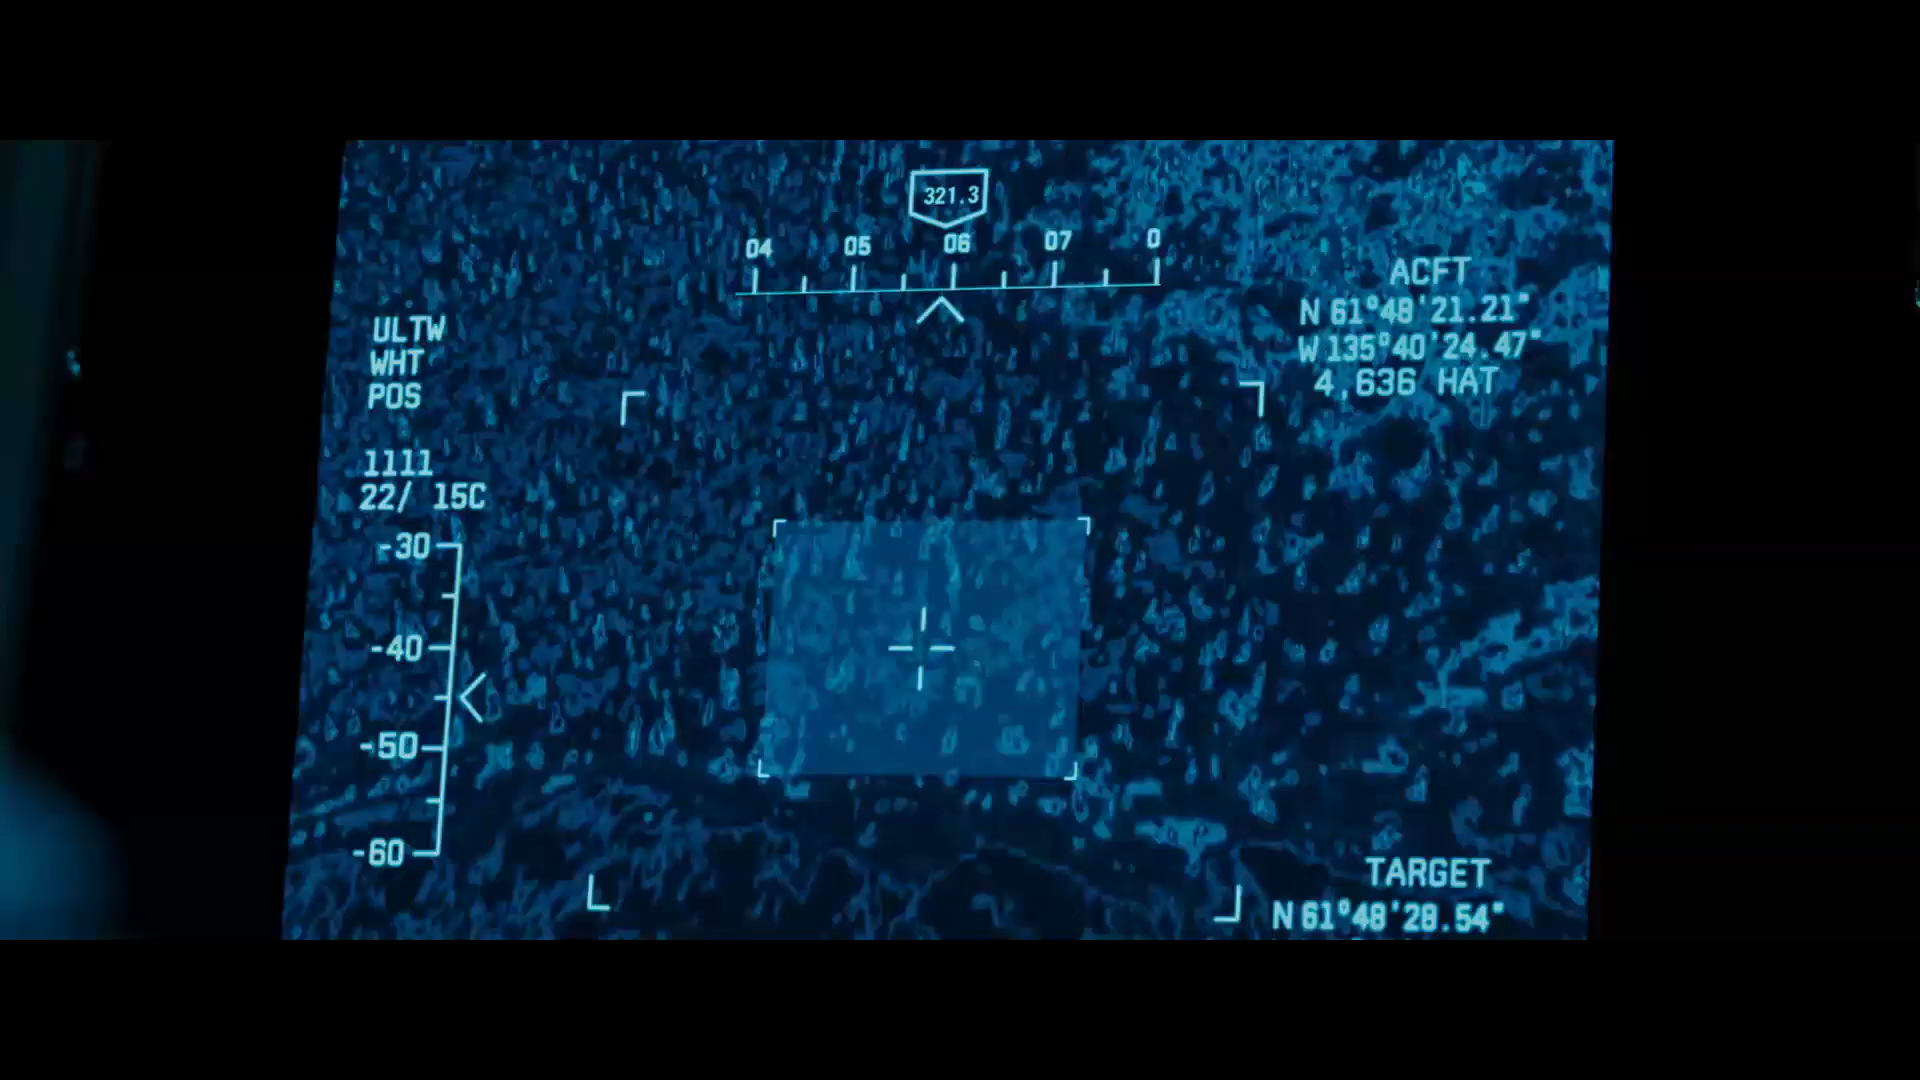 321.3
04 05 06 07 0
ACFT
N 61°48'21.21"
W 135°40'24.47"
4,636 HAT
ULTW
WHT
POS
1111
22/ 15C
-30
-40
-50
-60
TARGET
N 61°48'28.54"